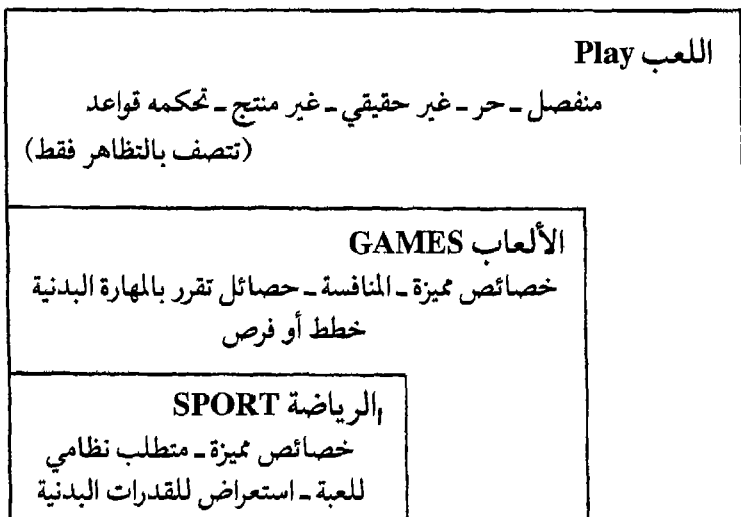 اللعب Play
منفصل ـ حر ـ غير حقيقي ـ غير منتج ـ تحكمه قواعد
(تتصف بالتظاهر فقط)
الألعاب GAMES
خصائص مميزة ـ المنافسة ـ حصائل تقرر بالمهارة البدنية
خطط أو فرص
الرياضة SPORT
خصائص مميزة ـ متطلب نظامي
للعبة ـ استعراض للقدرات البدنية